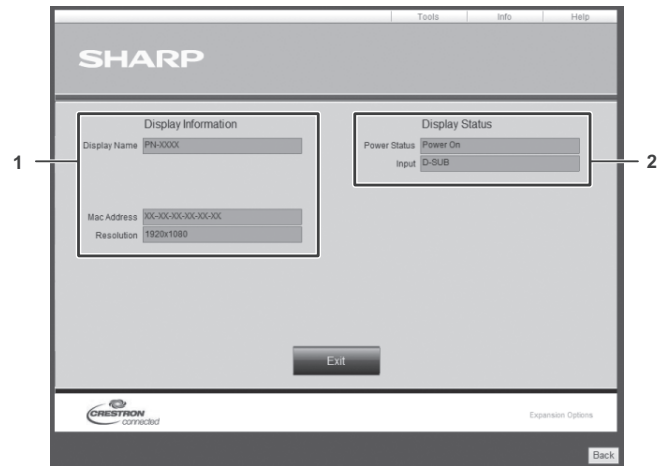 Tools Info Help
SHARP
Display Information
Display Name PN-XXXX
Mac Address XX-XX-XX-XX-XX-XX
Resolution 1920x1080
1
Display Status
Power Status Power On
Input D-SUB
2
Exit
CRESTRON
connected
Expansion Options
Back